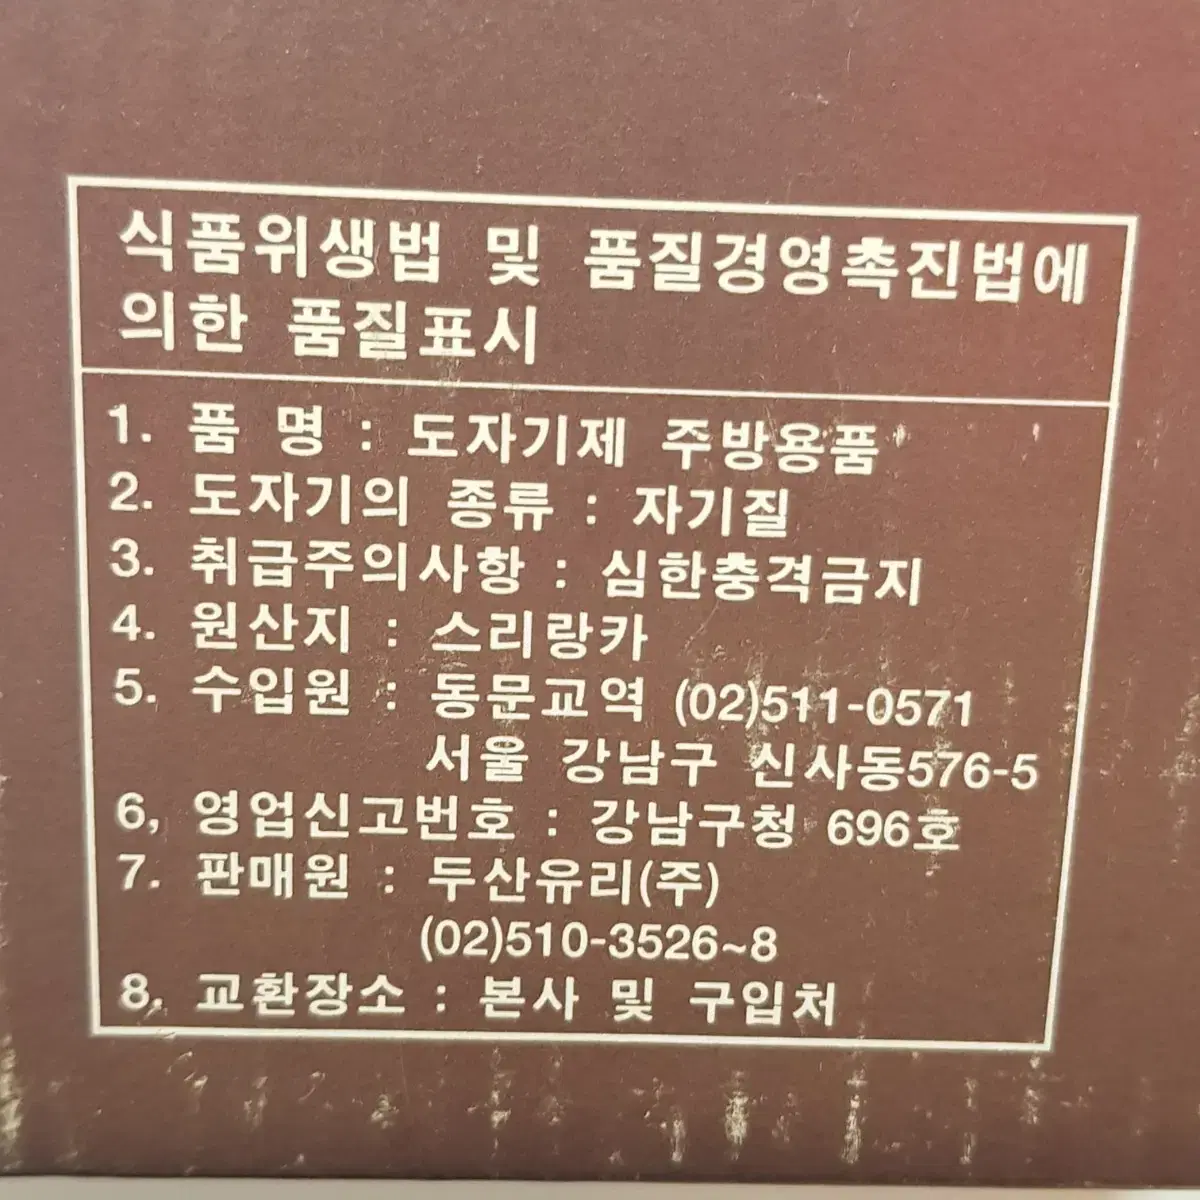 식품위생법 및 품질경영촉진법에
의한 품질표시
1. 품 명 : 도자기제 주방용품
2. 도자기의 종류 : 자기질
3. 취급주의사항 : 심한충격금지
4. 원산지 : 스리랑카
5. 수입원 : 동문교역 (02)511-0571
서울 강남구 신사동576-5
6, 영업신고번호 : 강남구청 696호
7. 판매원 : 두산유리(주)
(02)510-3526~8
8. 교환장소 : 본사 및 구입처